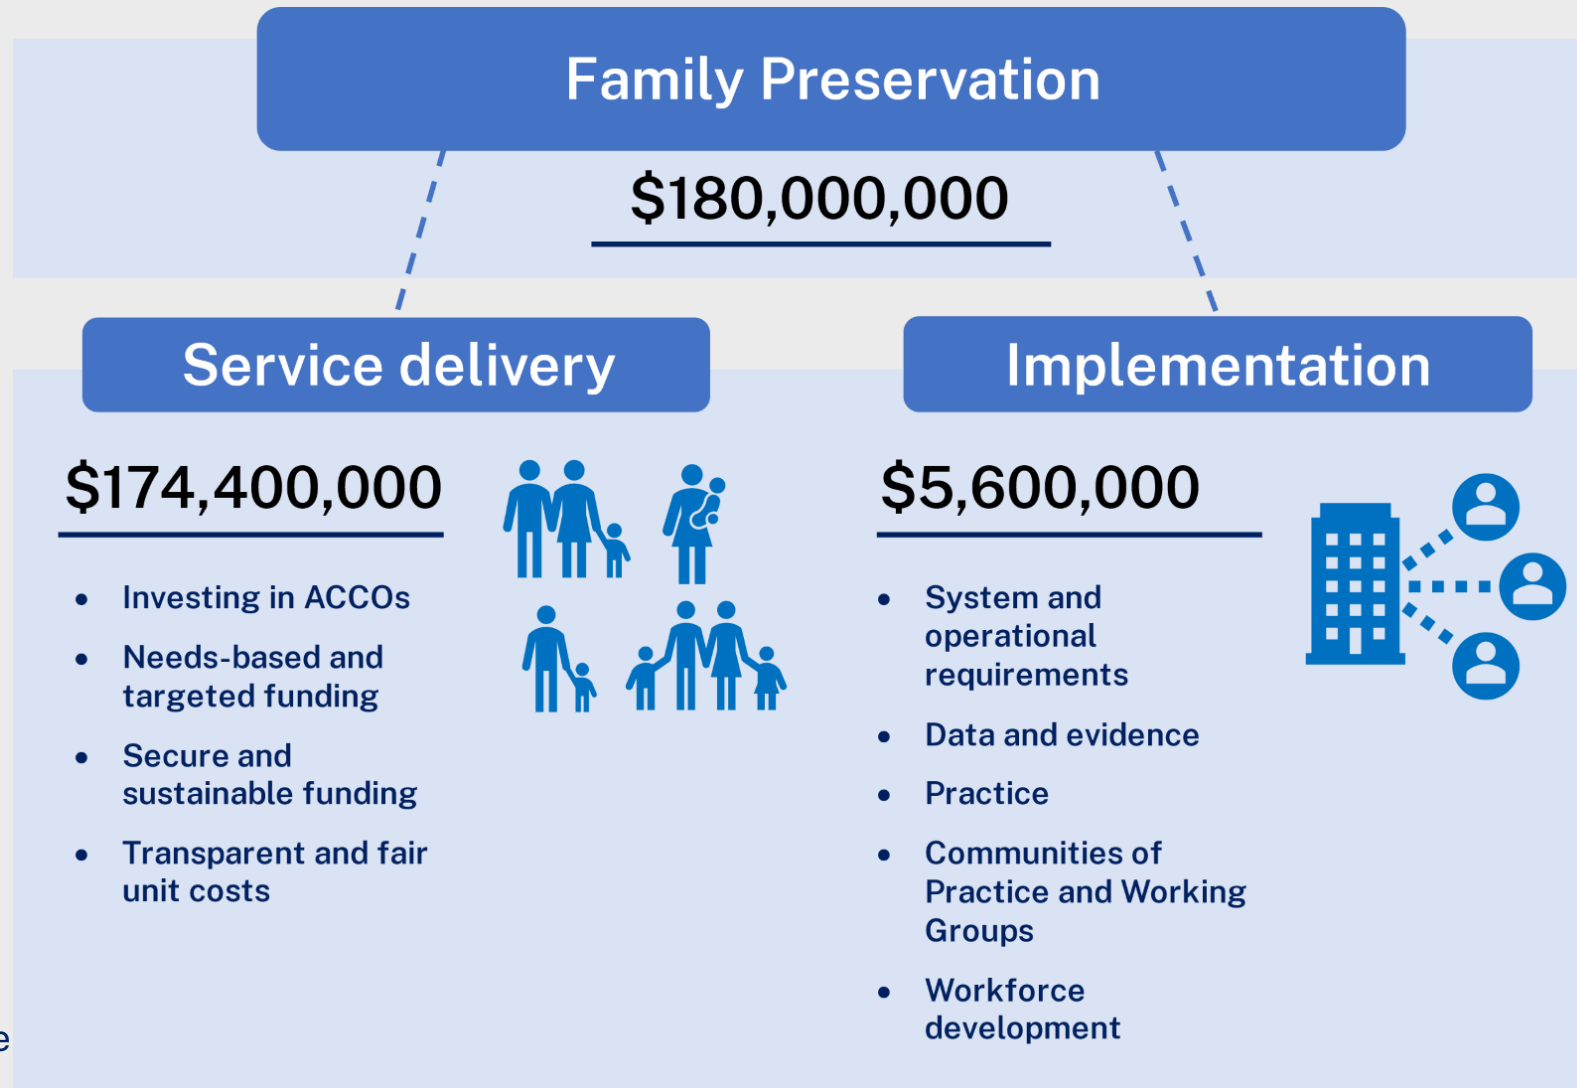 Family Preservation
$180,000,000
Service delivery
$174,400,000
• Investing in ACCOs
• Needs-based and
targeted funding
• Secure and
sustainable funding
• Transparent and fair
unit costs
Implementation
$5,600,000
• System and
operational
requirements
• Data and evidence
• Practice
• Communities of
Practice and Working
Groups
• Workforce
development
e